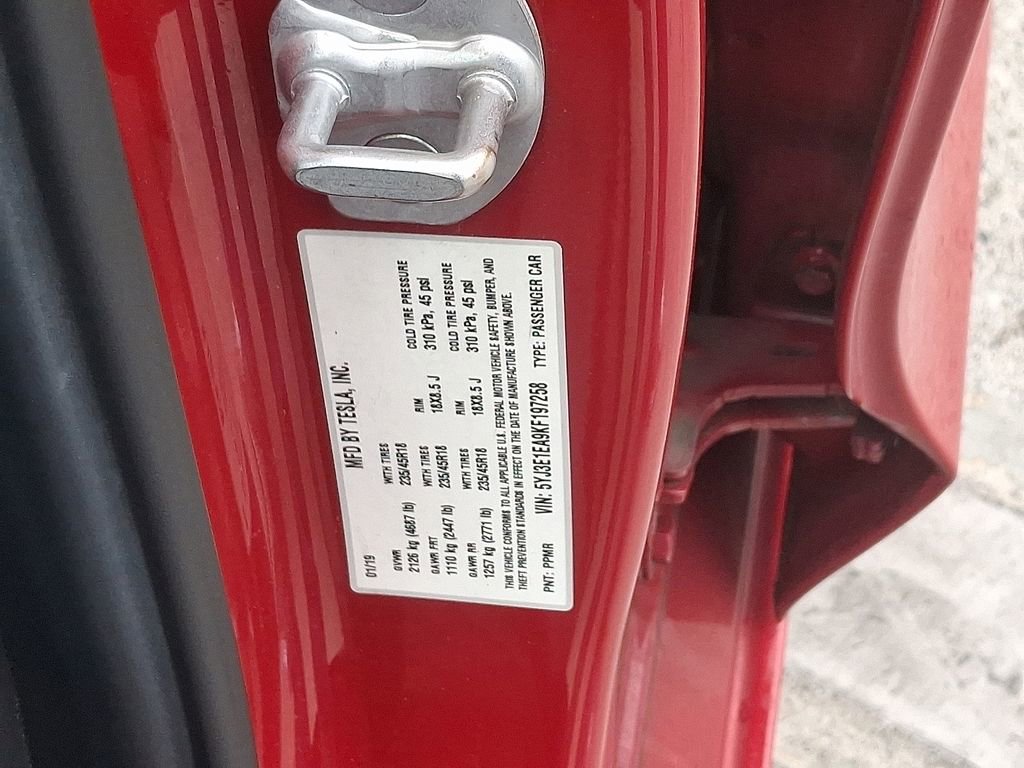 MFD BY TESLA, INC.
01/19
GVWR WITH TIRES RIM COLD TIRE PRESSURE
2126 kg (4687 lb) 235/45R18 18X8.5 J 310 kPa, 45 psi
GAWR FRT WITH TIRES RIM COLD TIRE PRESSURE
1110 kg (2447 lb) 235/45R18 18X8.5 J 310 kPa, 45 psi
GAWR RR WITH TIRES
1257 kg (2771 lb) 235/45R18
THIS VEHICLE CONFORMS TO ALL APPLICABLE U.S. FEDERAL MOTOR VEHICLE SAFETY, BUMPER, AND
THEFT PREVENTION STANDARDS IN EFFECT ON THE DATE OF MANUFACTURE SHOWN ABOVE.
PNT: PPMR VIN: 5YJ3E1EA9KF197258 TYPE: PASSENGER CAR